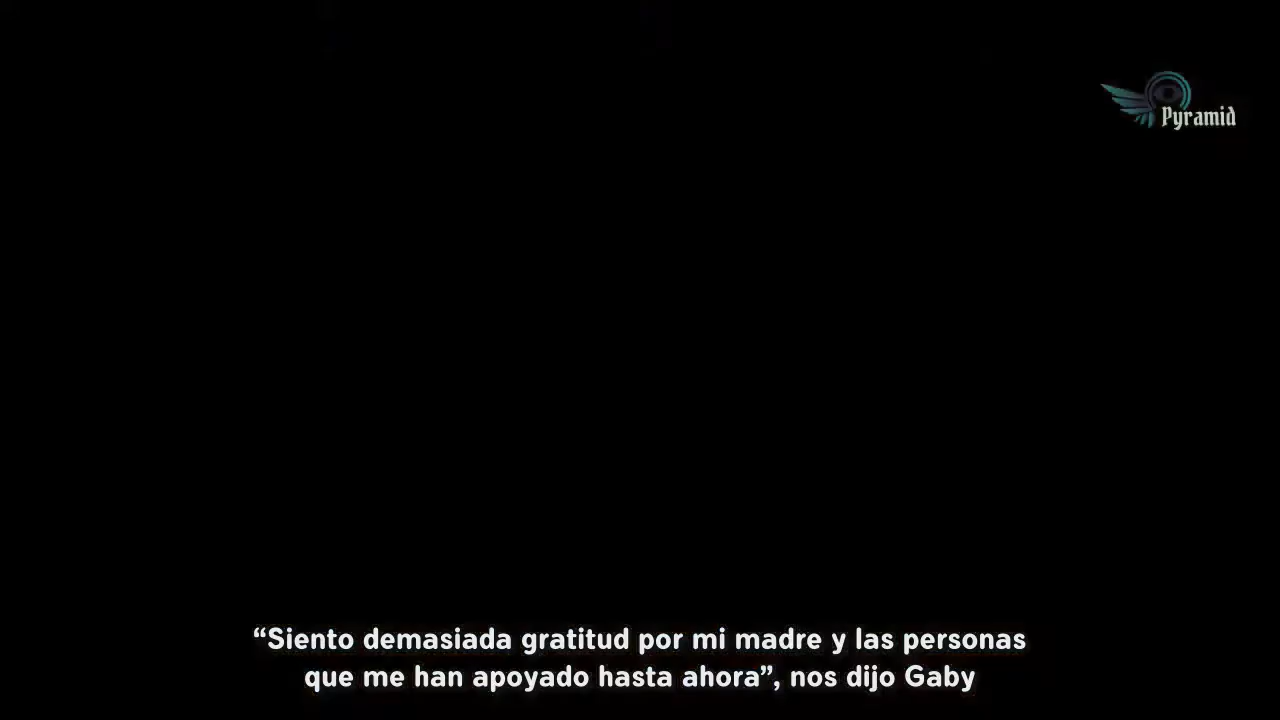 Pyramid
“Siento demasiada gratitud por mi madre y las personas
que me han apoyado hasta ahora”, nos dijo Gaby